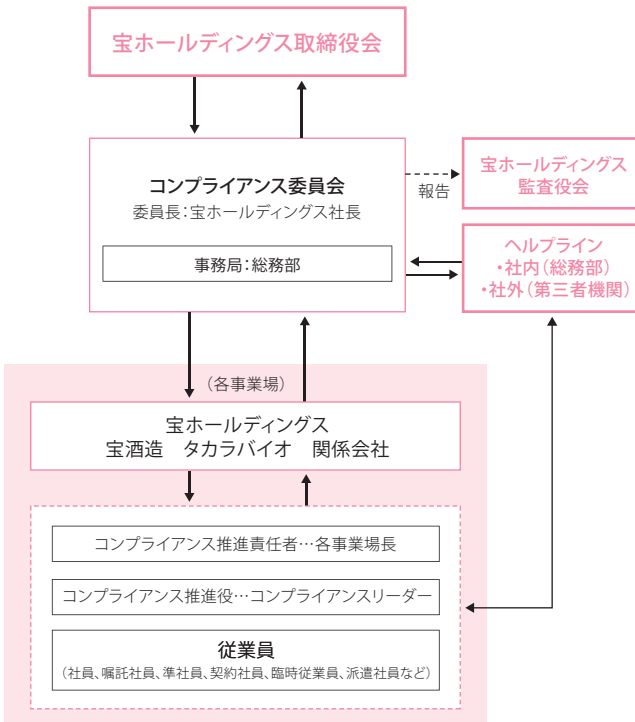 宝ホールディングス取締役会
コンプライアンス委員会
委員長：宝ホールディングス社長
事務局：総務部
報告
宝ホールディングス
監査役会
ヘルプライン
・社内（総務部）
・社外（第三者機関）
（各事業場）
宝ホールディングス
宝酒造　タカラバイオ　関係会社
コンプライアンス推進責任者…各事業場長
コンプライアンス推進役…コンプライアンスリーダー
従業員
（社員、嘱託社員、準社員、契約社員、臨時従業員、派遣社員など）